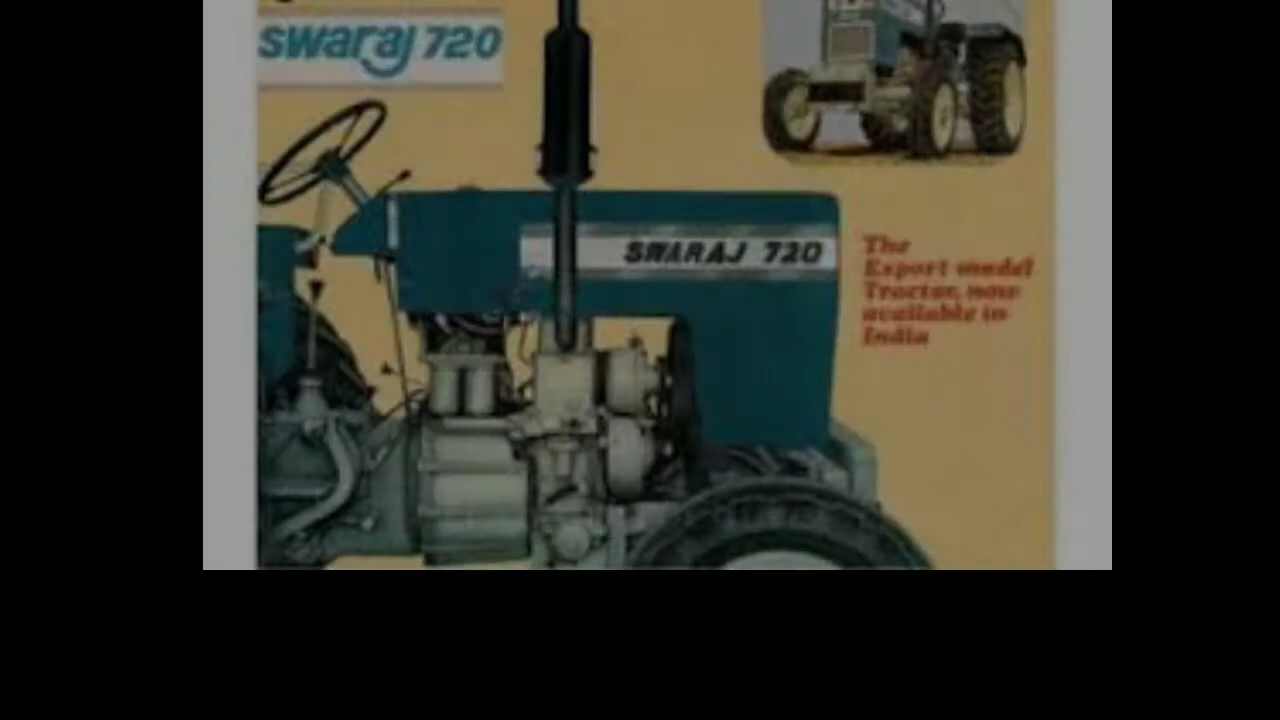 swaraj 720
SWARAJ 720
The
Export model
Tractor, now
available in
India